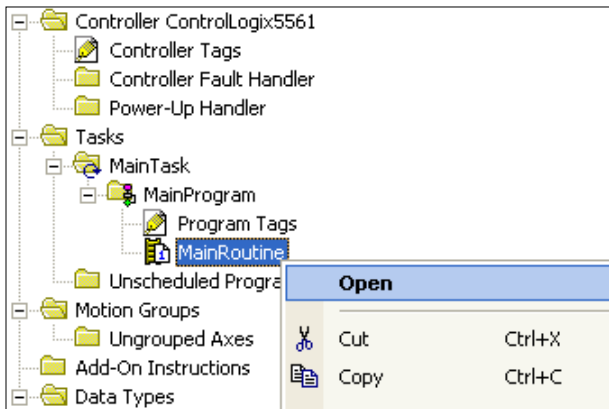 Controller ControlLogix5561
Controller Tags
Controller Fault Handler
Power-Up Handler
Tasks
MainTask
MainProgram
Program Tags
MainRoutine
Unscheduled Progra
Open
Motion Groups
Ungrouped Axes
Cut Ctrl+X
Add-On Instructions
Copy Ctrl+C
Data Types